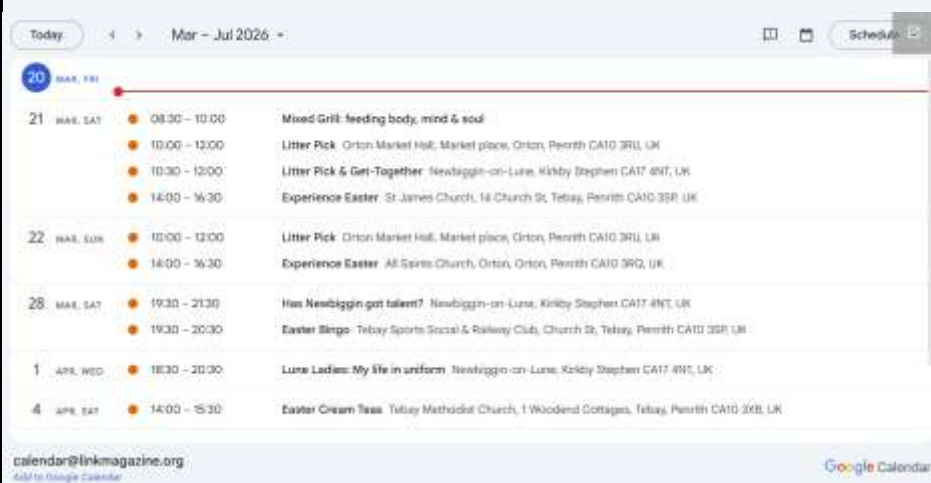 Today < > Mar – Jul 2026 Schedule
20 MAR, FRI
21 MAR, SAT 08:30 – 10:00 Mixed Grill: feeding body, mind & soul
10:00 – 12:00 Litter Pick Orton Market Hall, Market place, Orton, Penrith CA10 3RU, UK
10:30 – 12:00 Litter Pick & Get-Together Newbiggin-on-Lune, Kirkby Stephen CA17 4NT, UK
14:00 – 16:30 Experience Easter St James Church, 14 Church St, Tebay, Penrith CA10 3SP, UK
22 MAR, SUN 10:00 – 12:00 Litter Pick Orton Market Hall, Market place, Orton, Penrith CA10 3RU, UK
14:00 – 16:30 Experience Easter All Saints Church, Orton, Orton, Penrith CA10 3RQ, UK
28 MAR, SAT 19:30 – 21:30 Has Newbiggin got talent? Newbiggin-on-Lune, Kirkby Stephen CA17 4NT, UK
19:30 – 20:30 Easter Bingo Tebay Sports Social & Railway Club, Church St, Tebay, Penrith CA10 3SP, UK
1 APR, WED 18:30 – 20:30 Lune Ladies: My life in uniform Newbiggin-on-Lune, Kirkby Stephen CA17 4NT, UK
4 APR, SAT 14:00 – 15:30 Easter Cream Teas Tebay Methodist Church, 1 Woodend Cottages, Tebay, Penrith CA10 3XB, UK
calendar@linkmagazine.org Google Calendar
Add to Google Calendar